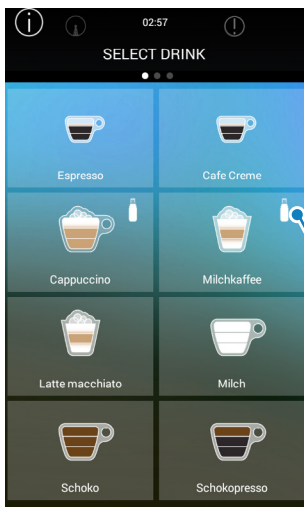 02:57
SELECT DRINK
Espresso
Cafe Creme
Cappuccino
Milchkaffee
Latte macchiato
Milch
Schoko
Schokopresso